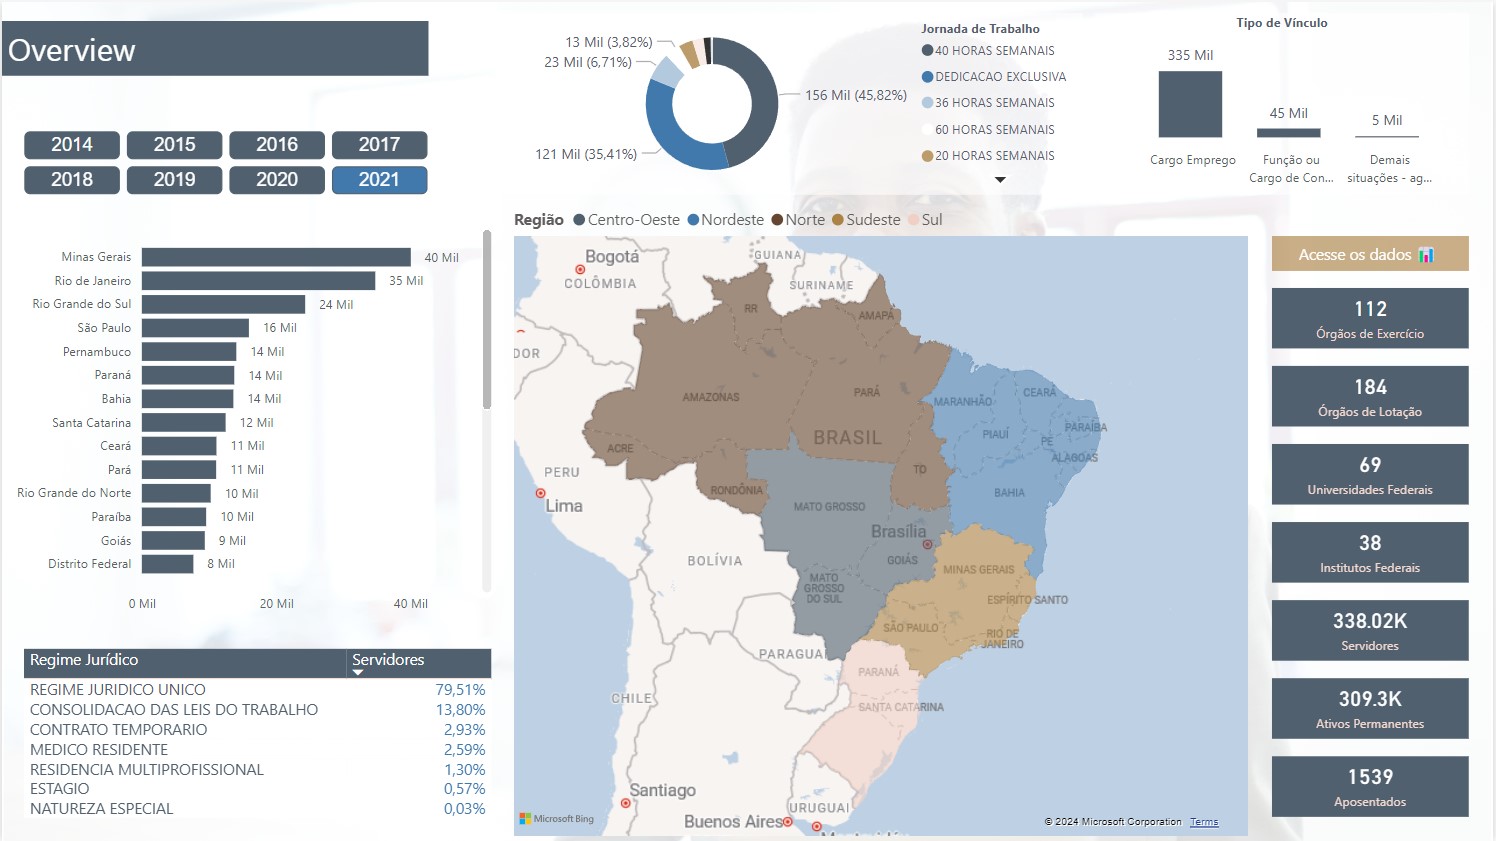 Overview
2014
2015
2016
2017
2018
2019
2020
2021
13 Mil (3,82%)
23 Mil (6,71%)
156 Mil (45,82%)
121 Mil (35,41%)
Jornada de Trabalho
40 HORAS SEMANAIS
DEDICACAO EXCLUSIVA
36 HORAS SEMANAIS
60 HORAS SEMANAIS
20 HORAS SEMANAIS
Tipo de Vínculo
335 Mil
45 Mil
5 Mil
Cargo Emprego
Função ou
Cargo de Con...
Demais
situações - ag...
Minas Gerais 40 Mil
Rio de Janeiro 35 Mil
Rio Grande do Sul 24 Mil
São Paulo 16 Mil
Pernambuco 14 Mil
Paraná 14 Mil
Bahia 14 Mil
Santa Catarina 12 Mil
Ceará 11 Mil
Pará 11 Mil
Rio Grande do Norte 10 Mil
Paraíba 10 Mil
Goiás 9 Mil
Distrito Federal 8 Mil
0 Mil 20 Mil 40 Mil
Regime Jurídico Servidores
REGIME JURIDICO UNICO 79,51%
CONSOLIDACAO DAS LEIS DO TRABALHO 13,80%
CONTRATO TEMPORARIO 2,93%
MEDICO RESIDENTE 2,59%
RESIDENCIA MULTIPROFISSIONAL 1,30%
ESTAGIO 0,57%
NATUREZA ESPECIAL 0,03%
Região Centro-Oeste Nordeste Norte Sudeste Sul
Bogotá
COLÔMBIA
GUIANA
SURINAME
RR
AMAPÁ
DOR
AMAZONAS
PARÁ
MARANHÃO
CEARÁ
PIAUÍ
PARAÍBA
PE
ALAGOAS
BRASIL
ACRE
TO
RONDÔNIA
BAHIA
PERU
Lima
MATO GROSSO
Brasília
GOIÁS
BOLÍVIA
MATO
GROSSO
DO SUL
MINAS GERAIS
ESPÍRITO SANTO
SÃO PAULO
RIO DE
JANEIRO
PARAGUAI
PARANÁ
CHILE
SANTA CATARINA
Santiago
URUGUAI
Buenos Aires
Microsoft Bing
© 2024 Microsoft Corporation Terms
Acesse os dados
112
Órgãos de Exercício
184
Órgãos de Lotação
69
Universidades Federais
38
Institutos Federais
338.02K
Servidores
309.3K
Ativos Permanentes
1539
Aposentados